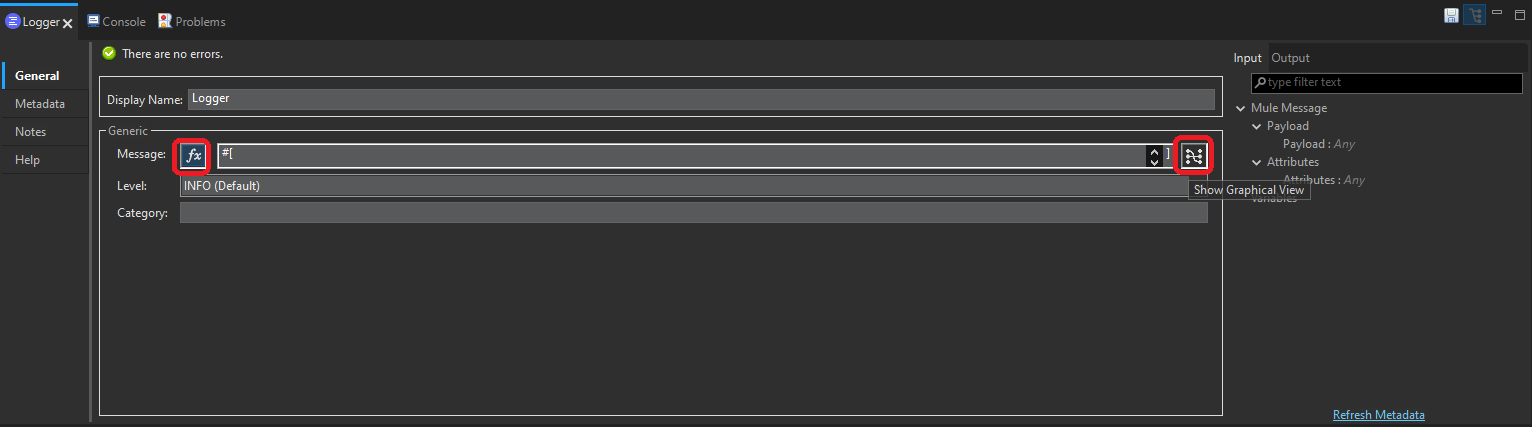 Logger Console Problems
There are no errors.
Input Output
General
Metadata
Notes
Help
Display Name: Logger
type filter text
Mule Message
Payload
Payload : Any
Attributes
Attributes : Any
Variables
Generic
Message: fx #[ ]
Level: INFO (Default)
Show Graphical View
Category:
Refresh Metadata